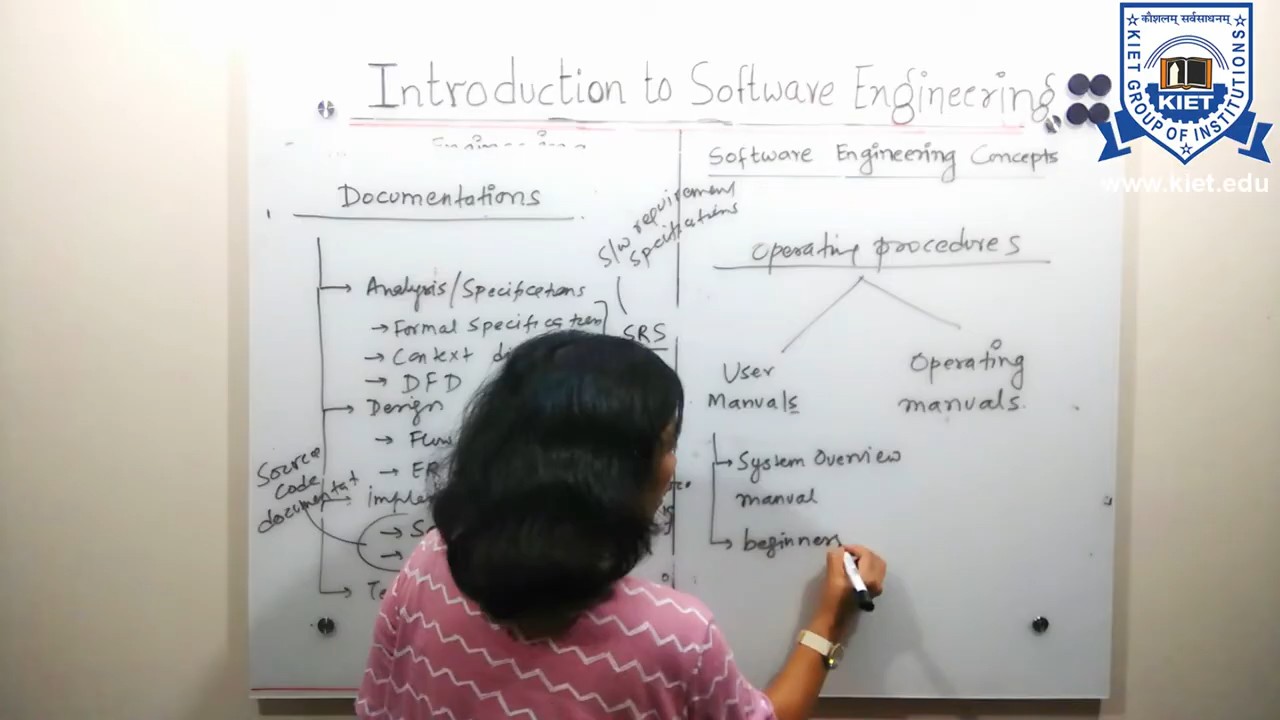 Introduction to Software Engineering
Documentations
Analysis/Specifications
→ Formal Specification
→ Context
→ DFD
Design
→ Flow
→ ER
S/w requirement
specifications
SRS
Source
code
Software Engineering Concepts
Operating procedures
User
Manuals
System Overview
manual
beginners
Operating
manuals.
कौशलम् सर्वसाधनम्
KIET GROUP OF INSTITUTIONS
KIET
www.kiet.edu